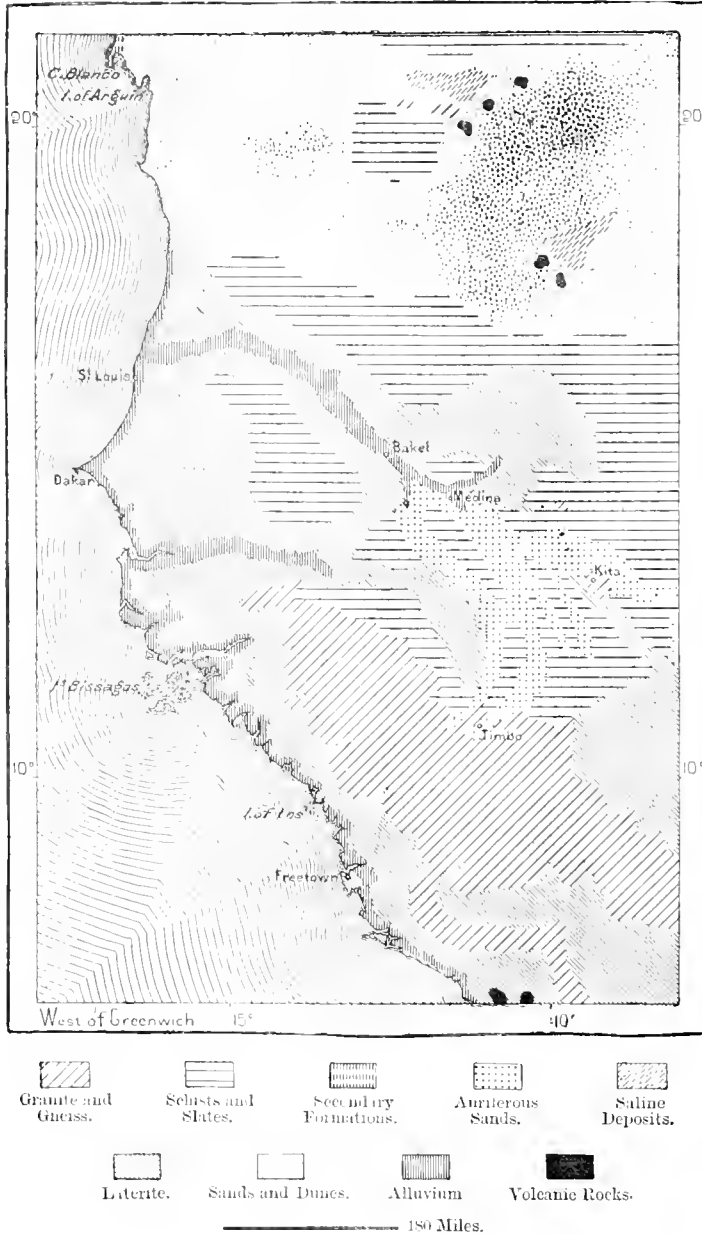 C. Blanco
I. of Arguin
20°
20°
St Louis
Bakel
Dakar
Medina
Kita
Iˢ Bissagos
Jimbo
10°
10°
Freetown
West of Greenwich
15°
10°
Granite and
Gneiss.
Schists and
Slates.
Secondary
Formations.
Auriferous
Sands.
Saline
Deposits.
Laterite.
Sands and Dunes.
Alluvium
Volcanic Rocks.
180 Miles.